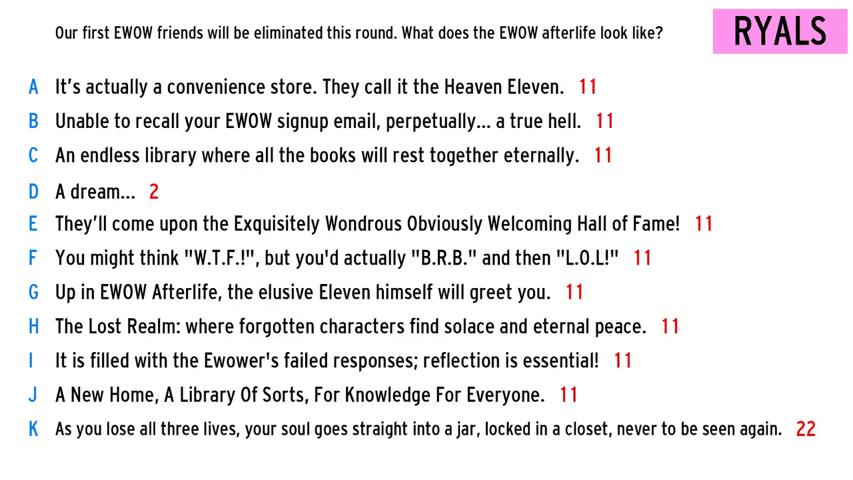 Our first EWOW friends will be eliminated this round. What does the EWOW afterlife look like?
RYALS
A It's actually a convenience store. They call it the Heaven Eleven. 11
B Unable to recall your EWOW signup email, perpetually... a true hell. 11
C An endless library where all the books will rest together eternally. 11
D A dream... 2
E They'll come upon the Exquisitely Wondrous Obviously Welcoming Hall of Fame! 11
F You might think "W.T.F.!", but you'd actually "B.R.B." and then "L.O.L!" 11
G Up in EWOW Afterlife, the elusive Eleven himself will greet you. 11
H The Lost Realm: where forgotten characters find solace and eternal peace. 11
I It is filled with the Ewower's failed responses; reflection is essential! 11
J A New Home, A Library Of Sorts, For Knowledge For Everyone. 11
K As you lose all three lives, your soul goes straight into a jar, locked in a closet, never to be seen again. 22